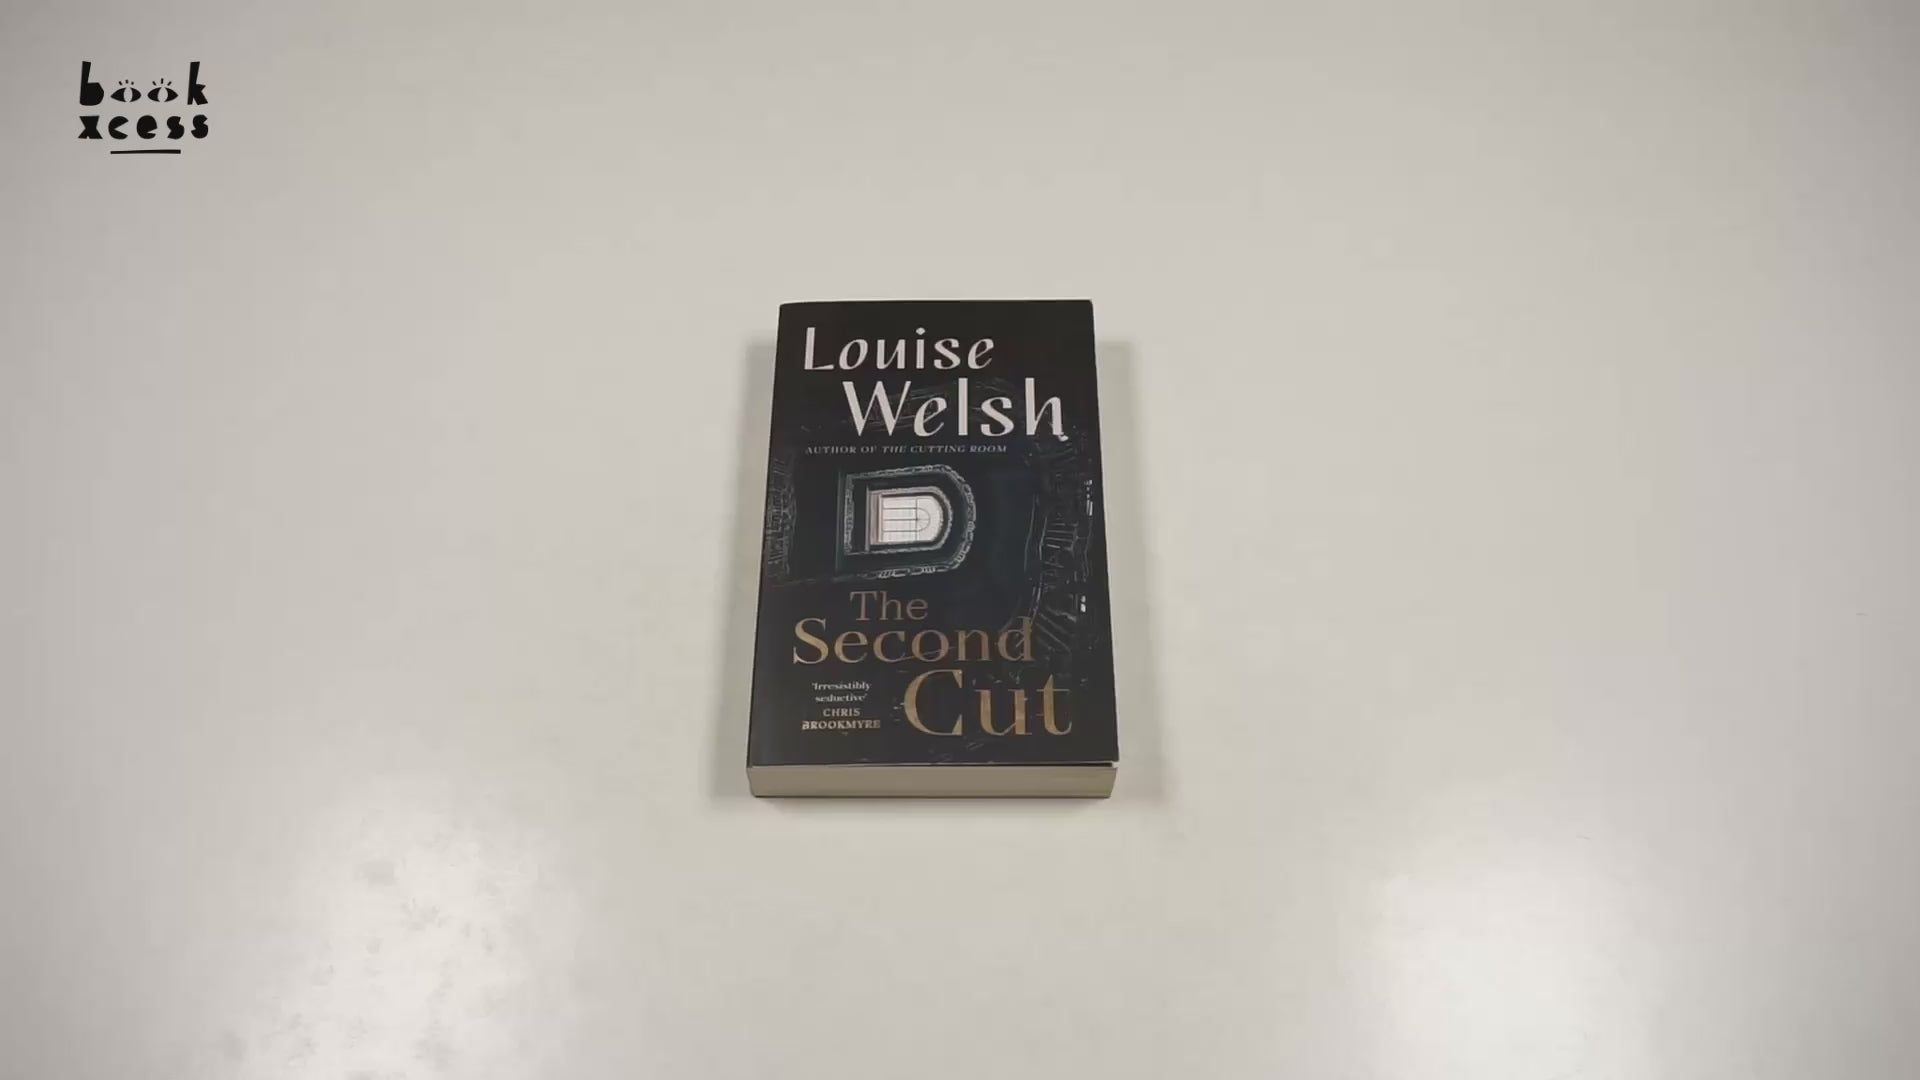 book
xcess
Louise
Welsh
AUTHOR OF THE CUTTING ROOM
The
Second
Cut
'Irresistibly
seductive'
CHRIS
BROOKMYRE